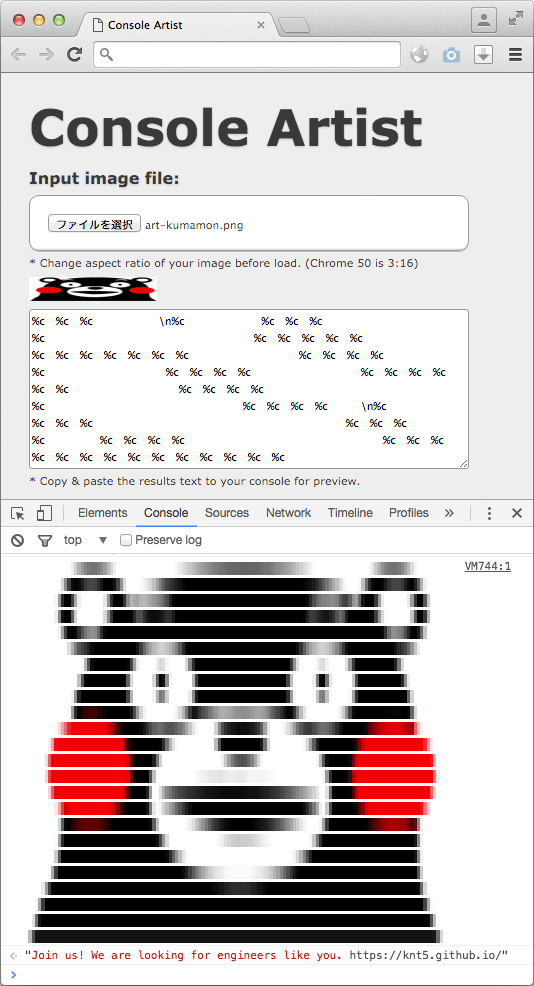 Console Artist
Console Artist
Input image file:
ファイルを選択 art-kumamon.png
* Change aspect ratio of your image before load. (Chrome 50 is 3:16)
%c %c %c \n%c %c %c %c
%c %c %c %c %c %c
%c %c %c %c %c %c %c %c %c %c %c
%c %c %c %c %c %c %c %c %c
%c %c %c %c %c %c
%c %c %c %c %c \n%c
%c %c %c %c %c %c
%c %c %c %c %c %c %c %c
%c %c %c %c %c %c %c %c %c %c %c
* Copy & paste the results text to your console for preview.
Elements Console Sources Network Timeline Profiles »
top ▼ Preserve log
VM744:1
"Join us! We are looking for engineers like you. https://knt5.github.io/"